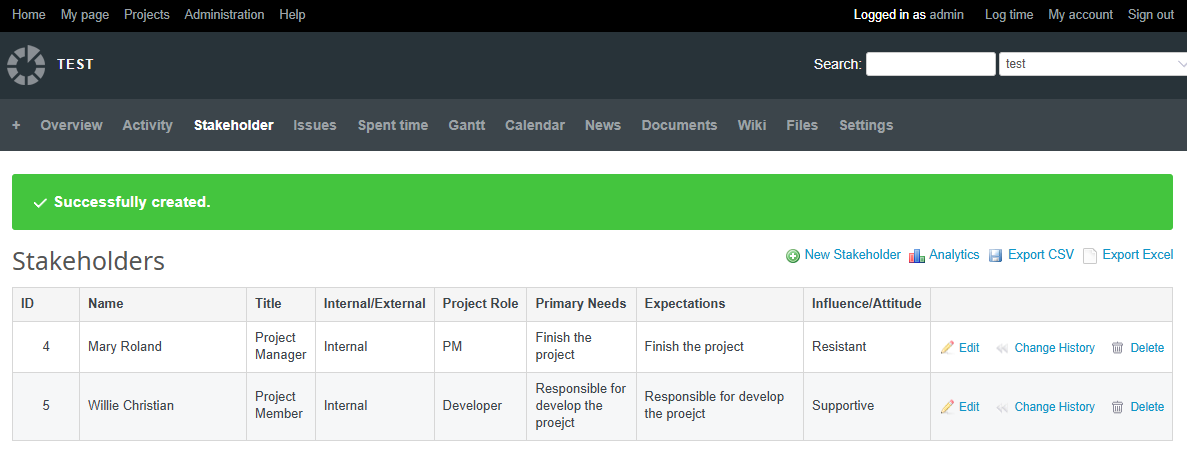 Home My page Projects Administration Help Logged in as admin Log time My account Sign out
TEST Search: test
+ Overview Activity Stakeholder Issues Spent time Gantt Calendar News Documents Wiki Files Settings
Successfully created.
Stakeholders New Stakeholder Analytics Export CSV Export Excel
ID Name Title Internal/External Project Role Primary Needs Expectations Influence/Attitude
4 Mary Roland Project Manager Internal PM Finish the project Finish the project Resistant Edit Change History Delete
5 Willie Christian Project Member Internal Developer Responsible for develop the proejct Responsible for develop the proejct Supportive Edit Change History Delete